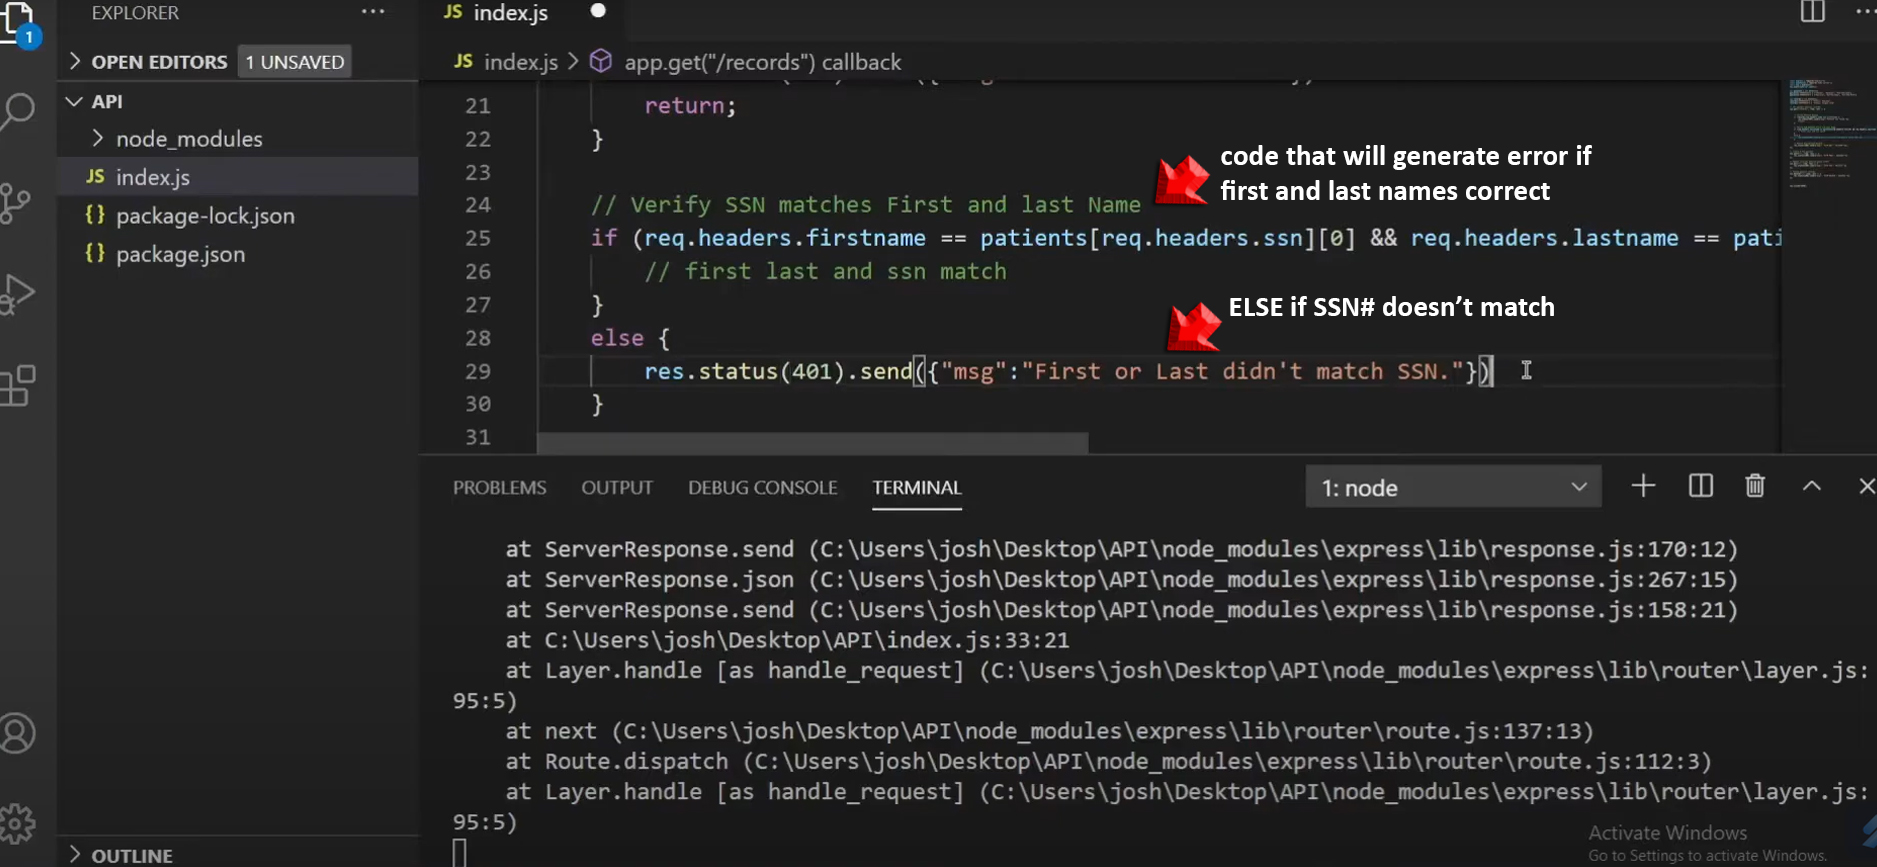 EXPLORER ...
1
OPEN EDITORS 1 UNSAVED
API
node_modules
JS index.js
{} package-lock.json
{} package.json
OUTLINE
JS index.js
JS index.js > app.get("/records") callback
21 return;
22 }
23
24 // Verify SSN matches First and last Name
code that will generate error if
first and last names correct
25 if (req.headers.firstname == patients[req.headers.ssn][0] && req.headers.lastname == pati
26 // first last and ssn match
27 }
ELSE if SSN# doesn’t match
28 else {
29 res.status(401).send({"msg":"First or Last didn't match SSN."})
30 }
31
PROBLEMS OUTPUT DEBUG CONSOLE TERMINAL 1: node
at ServerResponse.send (C:\Users\josh\Desktop\API\node_modules\express\lib\response.js:170:12)
at ServerResponse.json (C:\Users\josh\Desktop\API\node_modules\express\lib\response.js:267:15)
at ServerResponse.send (C:\Users\josh\Desktop\API\node_modules\express\lib\response.js:158:21)
at C:\Users\josh\Desktop\API\index.js:33:21
at Layer.handle [as handle_request] (C:\Users\josh\Desktop\API\node_modules\express\lib\router\layer.js:
95:5)
at next (C:\Users\josh\Desktop\API\node_modules\express\lib\router\route.js:137:13)
at Route.dispatch (C:\Users\josh\Desktop\API\node_modules\express\lib\router\route.js:112:3)
at Layer.handle [as handle_request] (C:\Users\josh\Desktop\API\node_modules\express\lib\router\layer.js:
95:5)
Activate Windows
Go to Settings to activate Windows.